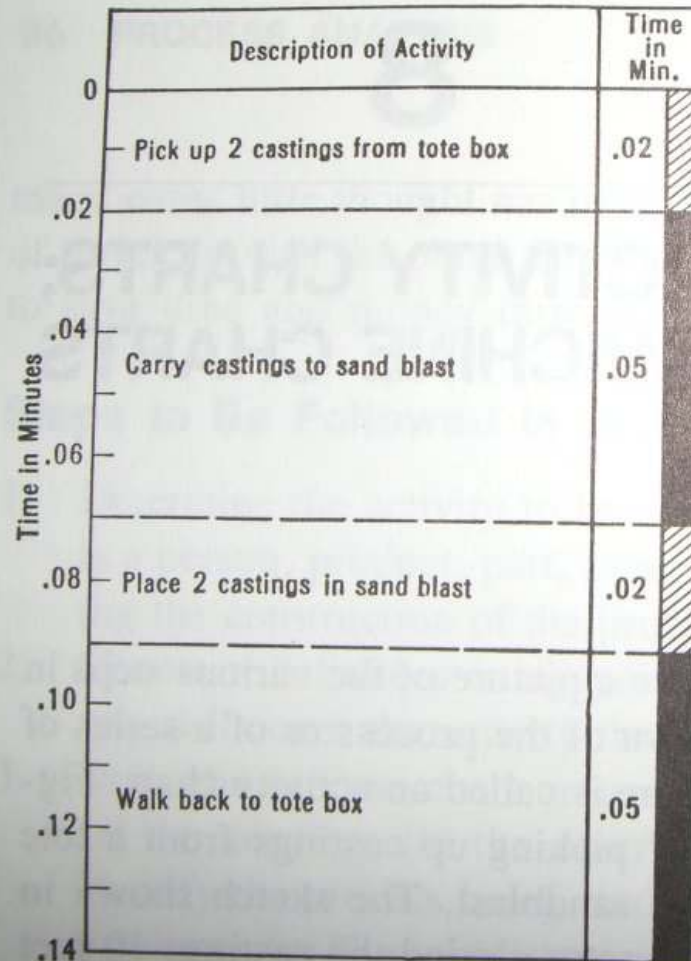 Description of Activity
Time
in
Min.
0
Pick up 2 castings from tote box
.02
.02
.04
Carry castings to sand blast
.05
Time in Minutes
.06
.08
Place 2 castings in sand blast
.02
.10
Walk back to tote box
.05
.12
.14